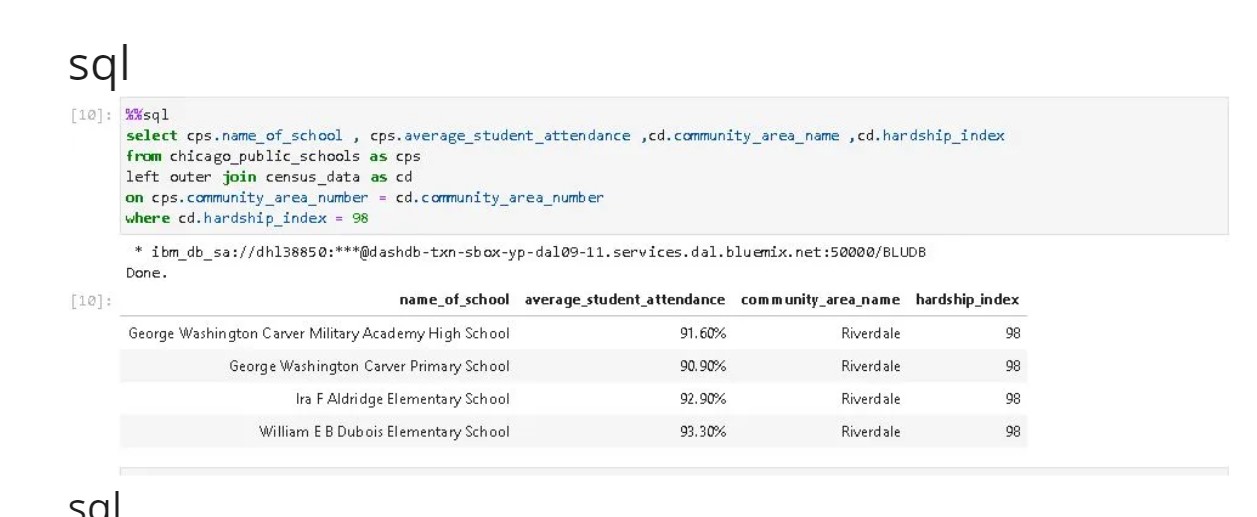 sql
[10]: %%sql
select cps.name_of_school , cps.average_student_attendance ,cd.community_area_name ,cd.hardship_index
from chicago_public_schools as cps
left outer join census_data as cd
on cps.community_area_number = cd.community_area_number
where cd.hardship_index = 98
* ibm_db_sa://dhl38850:***@dashdb-txn-sbox-yp-dal09-11.services.dal.bluemix.net:50000/BLUDB
Done.
[10]: name_of_school average_student_attendance community_area_name hardship_index
George Washington Carver Military Academy High School 91.60% Riverdale 98
George Washington Carver Primary School 90.90% Riverdale 98
Ira F Aldridge Elementary School 92.90% Riverdale 98
William E B Dubois Elementary School 93.30% Riverdale 98
sql